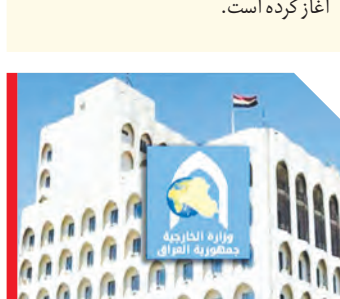 آغاز کرده است.
وزارة الخارجية
جمهورية العراق